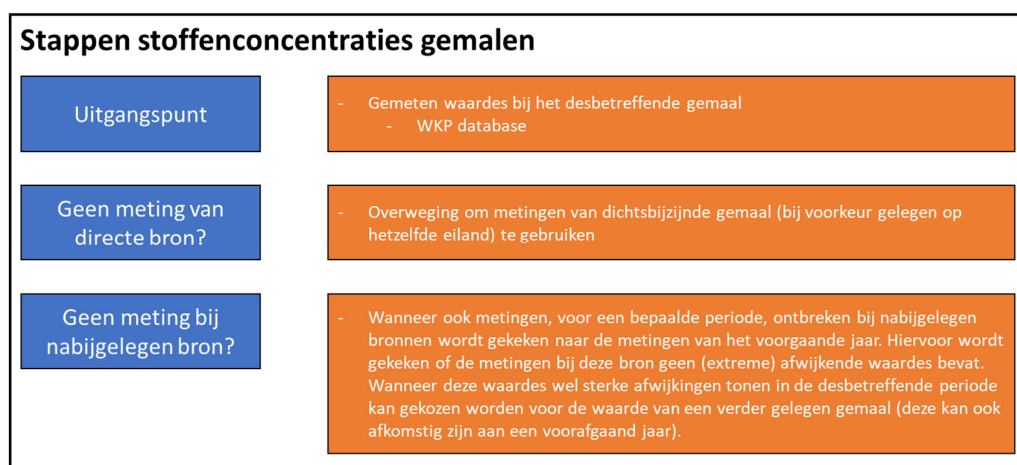 Stappen stoffenconcentraties gemalen
Uitgangspunt
- Gemeten waardes bij het desbetreffende gemaal
- WKP database
Geen meting van
directe bron?
- Overweging om metingen van dichtsbijzijnde gemaal (bij voorkeur gelegen op
hetzelfde eiland) te gebruiken
Geen meting bij
nabijgelegen bron?
- Wanneer ook metingen, voor een bepaalde periode, ontbreken bij nabijgelegen
bronnen wordt gekeken naar de metingen van het voorgaande jaar. Hiervoor wordt
gekeken of de metingen bij deze bron geen (extreme) afwijkende waardes bevat.
Wanneer deze waardes wel sterke afwijkingen tonen in de desbetreffende periode
kan gekozen worden voor de waarde van een verder gelegen gemaal (deze kan ook
afkomstig zijn aan een voorafgaand jaar).